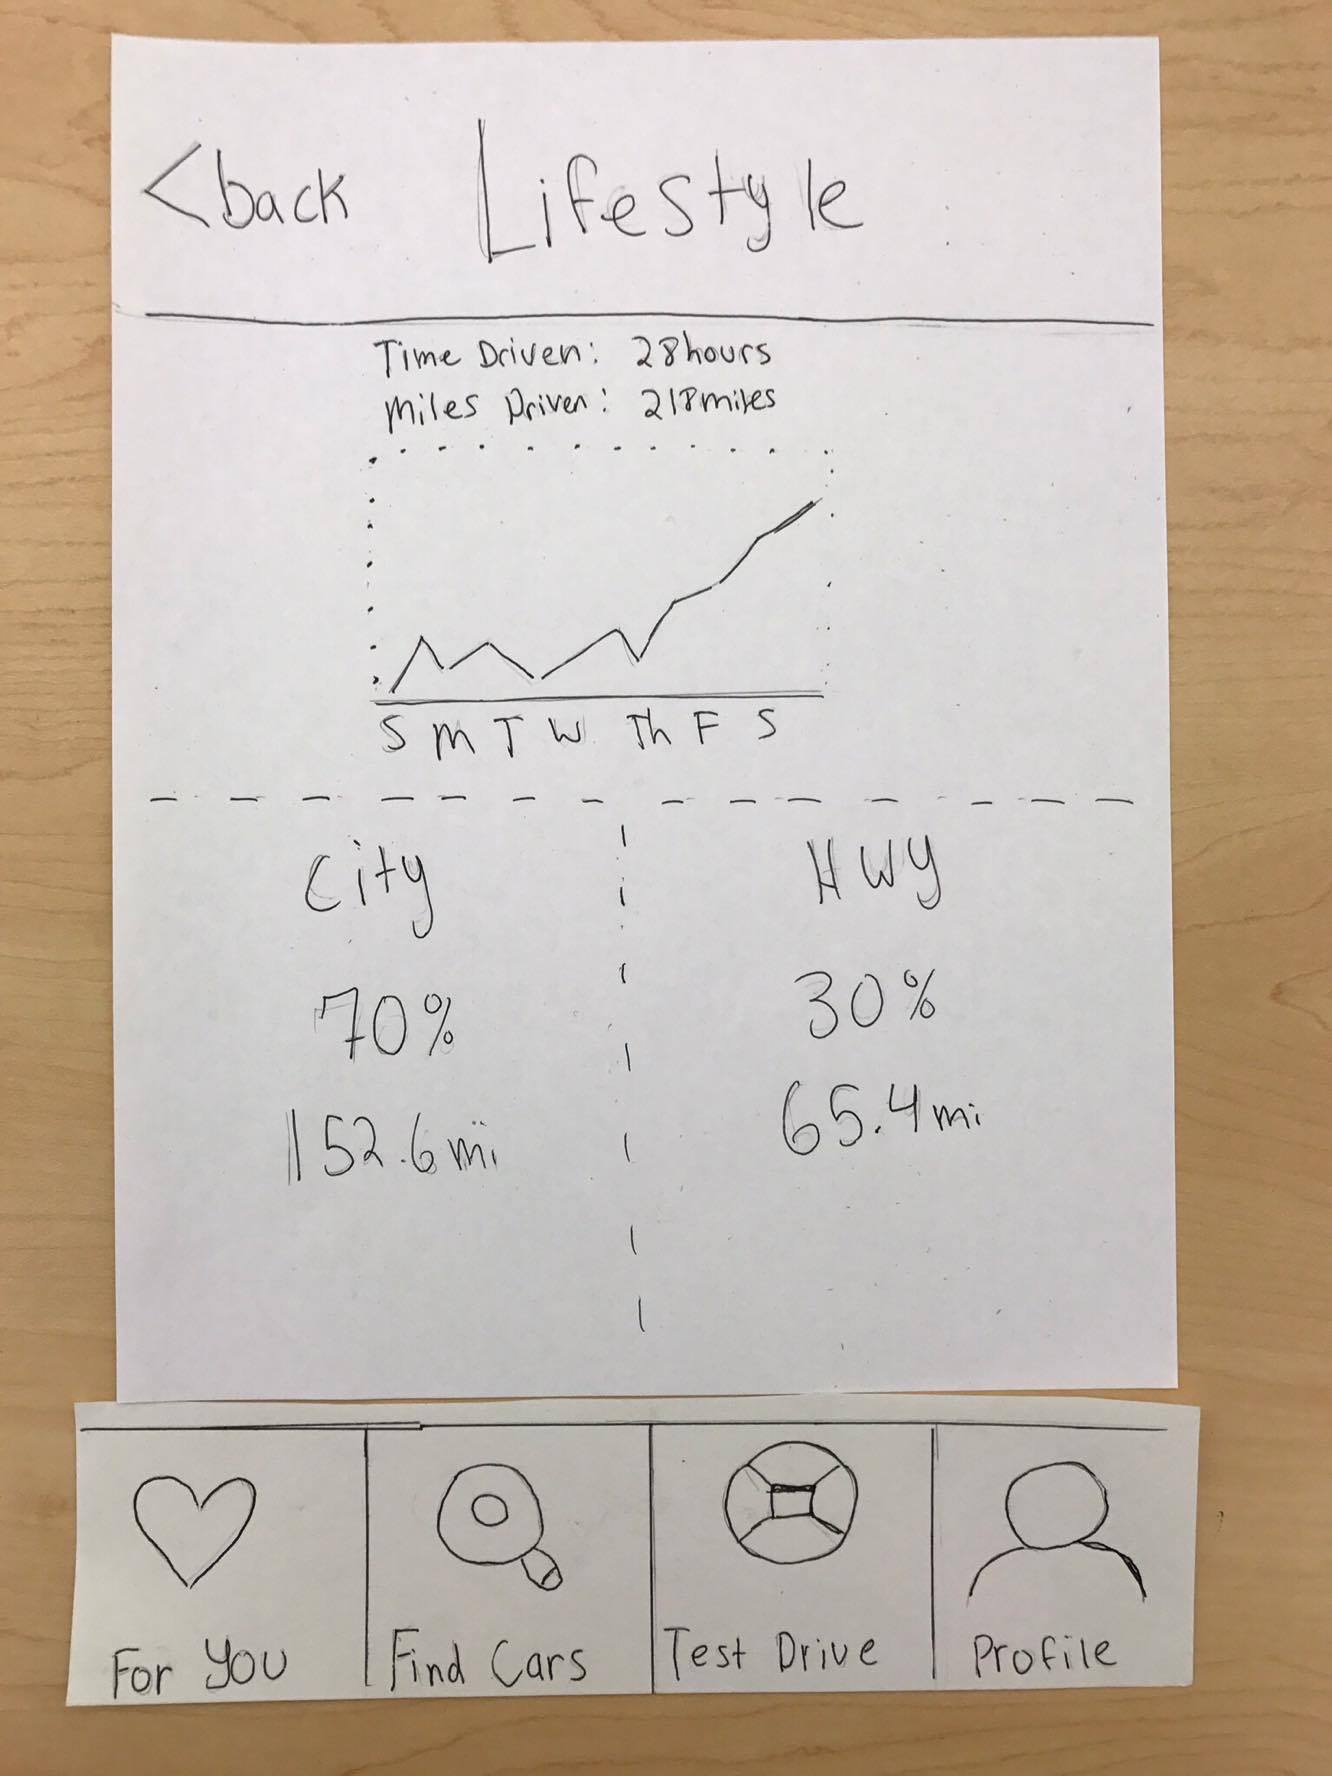 <back Lifestyle
Time Driven: 28hours
Miles Driven: 218miles
S M T W Th F S
City HWY
70% 30%
152.6mi 65.4mi
For You Find Cars Test Drive Profile